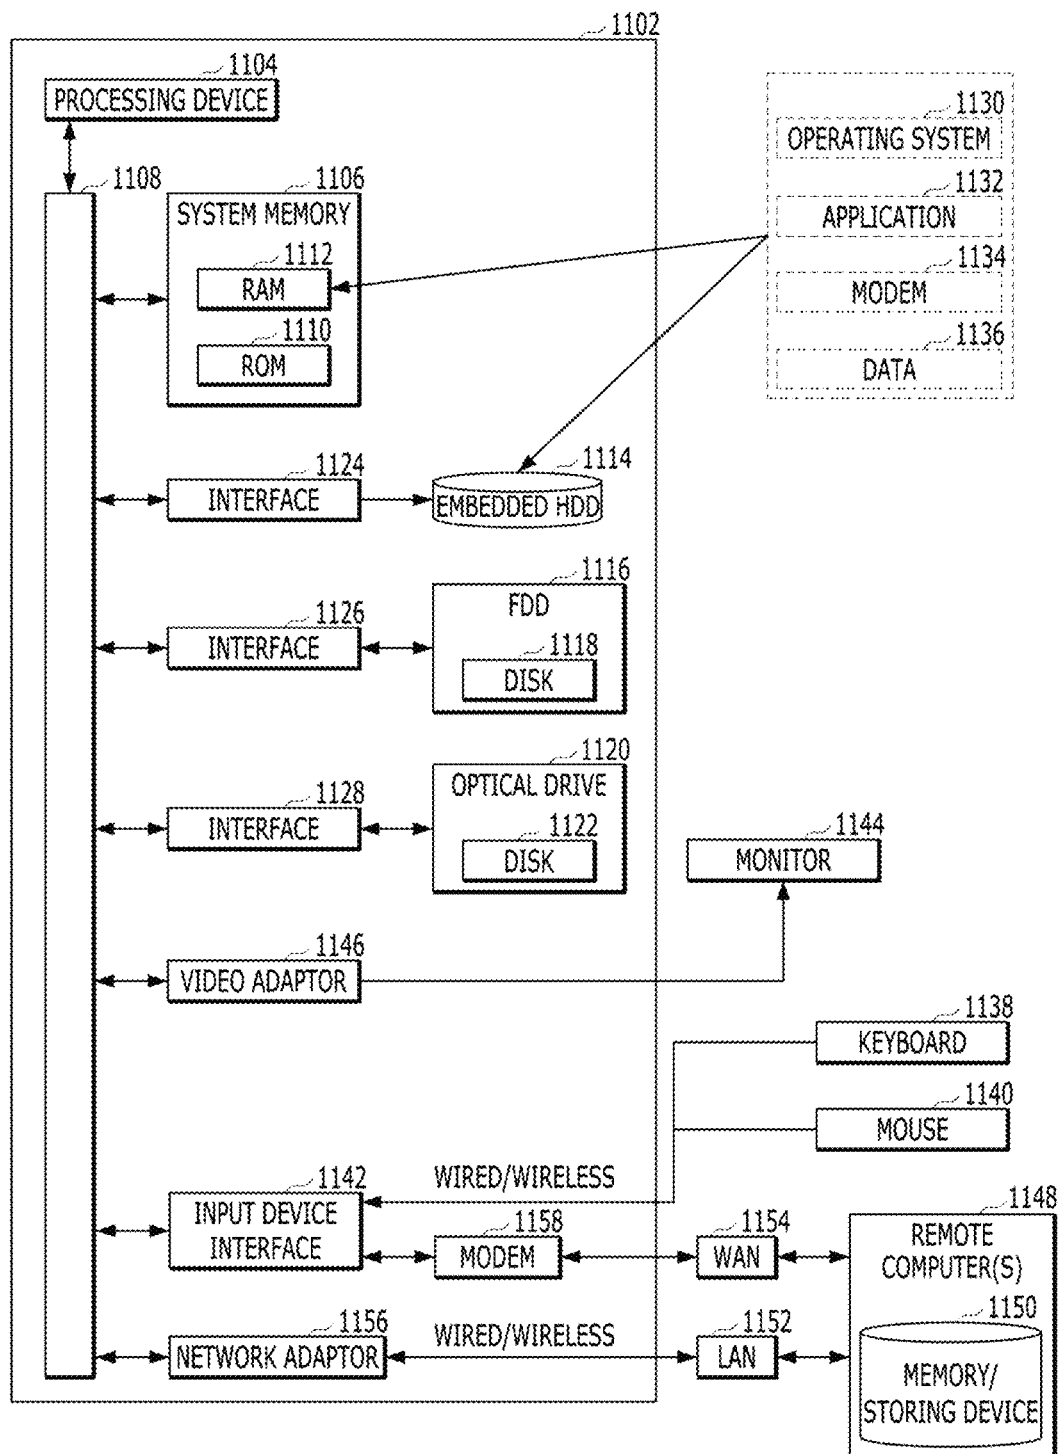 1102
1104
PROCESSING DEVICE
1108
1106
SYSTEM MEMORY
1112
RAM
1110
ROM
1130
OPERATING SYSTEM
1132
APPLICATION
1134
MODEM
1136
DATA
1124
INTERFACE
1114
EMBEDDED HDD
1126
INTERFACE
1116
FDD
1118
DISK
1128
INTERFACE
1120
OPTICAL DRIVE
1122
DISK
1144
MONITOR
1146
VIDEO ADAPTOR
1138
KEYBOARD
1140
MOUSE
1142
INPUT DEVICE
INTERFACE
WIRED/WIRELESS
1158
MODEM
1154
WAN
1148
REMOTE
COMPUTER(S)
1156
NETWORK ADAPTOR
WIRED/WIRELESS
1152
LAN
1150
MEMORY/
STORING DEVICE